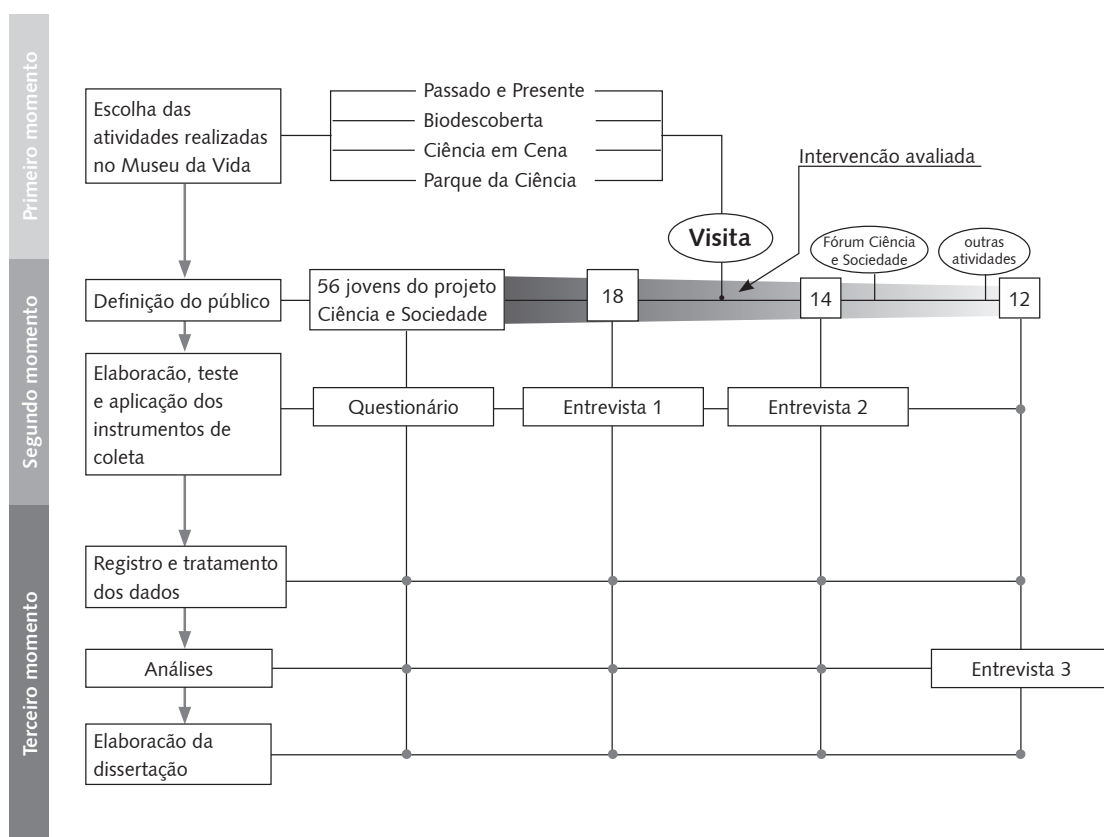 Primeiro momento
Escolha das
atividades realizadas
no Museu da Vida
Passado e Presente
Biodescoberta
Ciência em Cena
Parque da Ciência
Intervencão avaliada
Visita
Fórum Ciência
e Sociedade
outras
atividades
Segundo momento
Definição do público
56 jovens do projeto
Ciência e Sociedade
18
14
12
Elaboracão, teste
e aplicação dos
instrumentos de
coleta
Questionário
Entrevista 1
Entrevista 2
Terceiro momento
Registro e tratamento
dos dados
Análises
Entrevista 3
Elaboracão da
dissertação